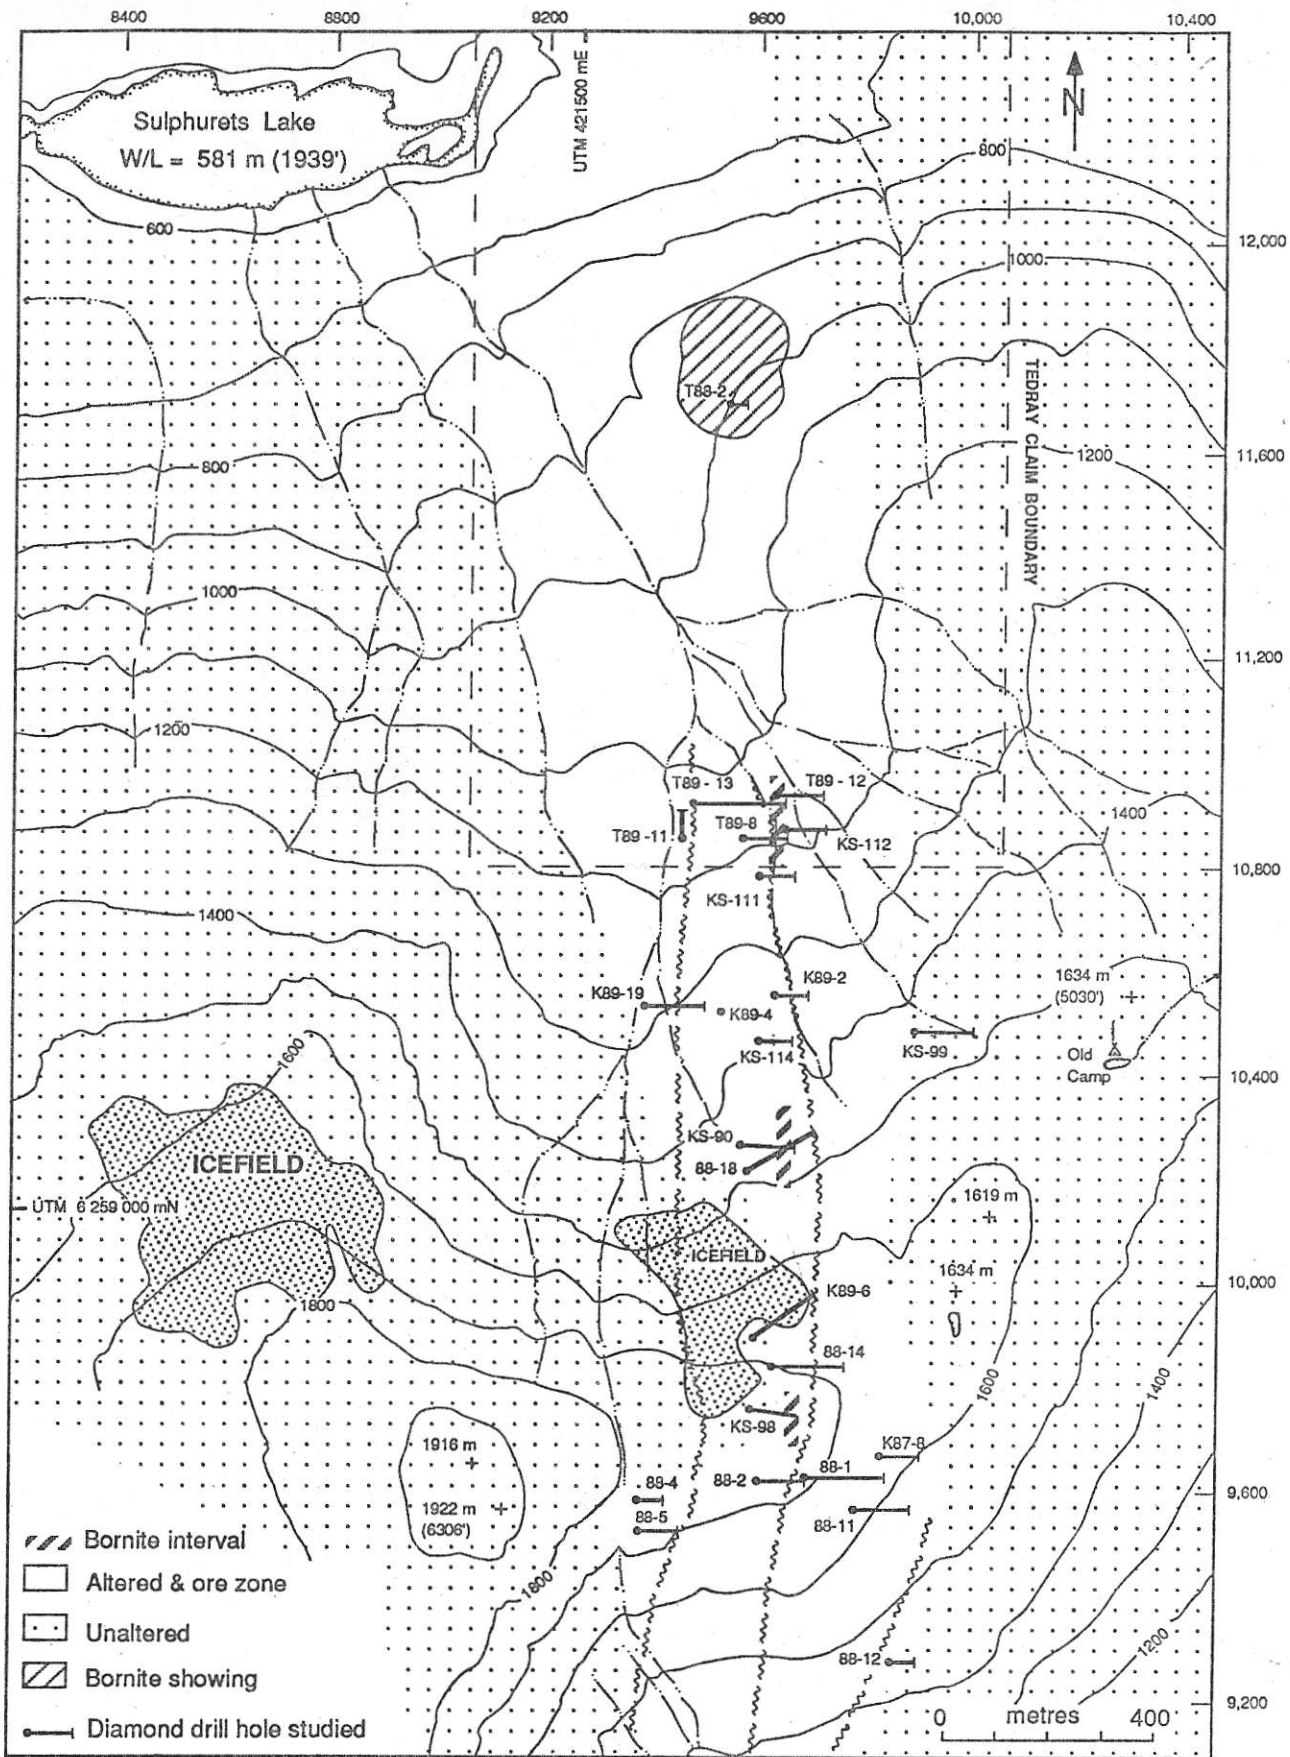 8400 8800 9200 9600 10,000 10,400
UTM 421500 mE
N
Sulphurets Lake
W/L = 581 m (1939')
800
600
12,000
1000
T88-2
TEDRAY CLAIM BOUNDARY
1200
11,600
800
1000
11,200
1200
T89 - 13
T89 - 12
1400
T89 -11
T89-8
KS-112
10,800
KS-111
1400
K89-2
1634 m
(5030')
K89-19
K89-4
KS-99
Old
Camp
KS-114
1600
10,400
KS-90
88-18
ICEFIELD
1619 m
UTM 6 259 000 mN
ICEFIELD
1634 m
10,000
K89-6
1800
88-14
1600
1400
KS-98
1916 m
K87-8
88-1
88-4
88-2
1922 m
(6306')
9,600
88-5
88-11
Bornite interval
1800
Altered & ore zone
Unaltered
1200
88-12
Bornite showing
9,200
0 metres 400
Diamond drill hole studied